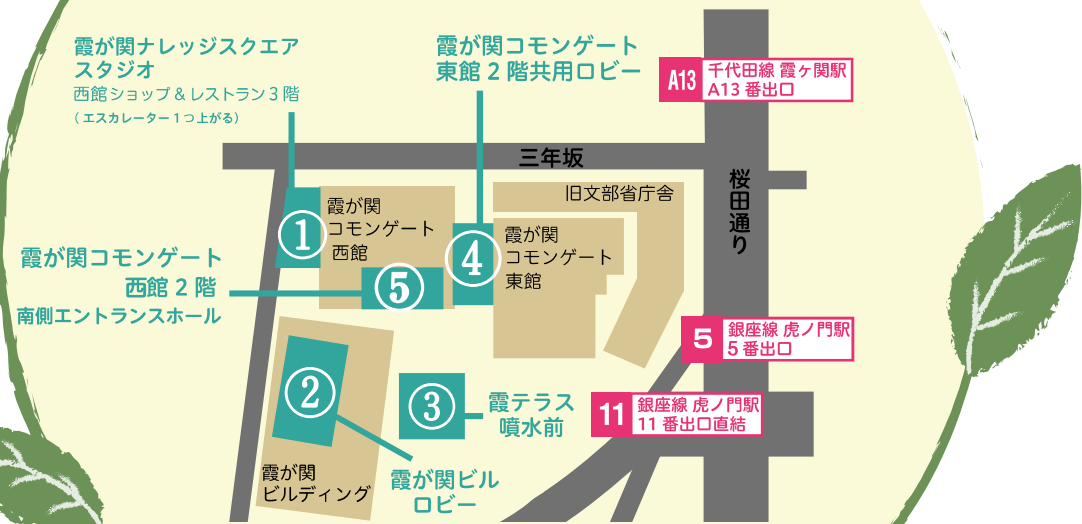 霞が関ナレッジスクエア
スタジオ
西館ショップ＆レストラン3階
（エスカレーター1つ上がる）
霞が関コモンゲート
東館2階共用ロビー
A13
千代田線 霞ヶ関駅
A13番出口
三年坂
桜田通り
旧文部省庁舎
①
霞が関
コモンゲート
西館
④
霞が関
コモンゲート
東館
霞が関コモンゲート
西館2階
南側エントランスホール
⑤
5
銀座線 虎ノ門駅
5番出口
②
③
霞テラス
噴水前
11
銀座線 虎ノ門駅
11番出口直結
霞が関
ビルディング
霞が関ビル
ロビー